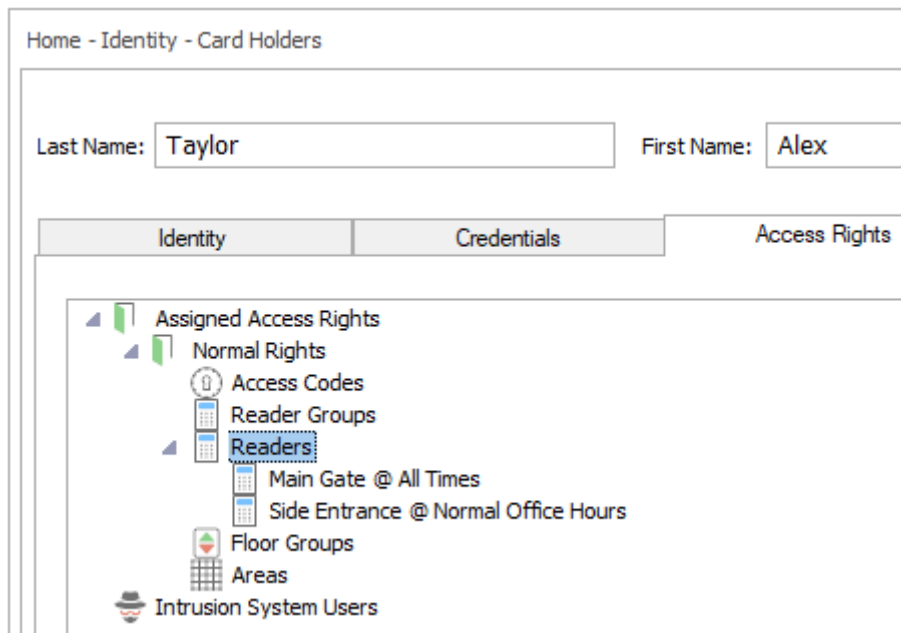 Home - Identity - Card Holders
Last Name: Taylor First Name: Alex
Identity Credentials Access Rights
Assigned Access Rights
Normal Rights
Access Codes
Reader Groups
Readers
Main Gate @ All Times
Side Entrance @ Normal Office Hours
Floor Groups
Areas
Intrusion System Users